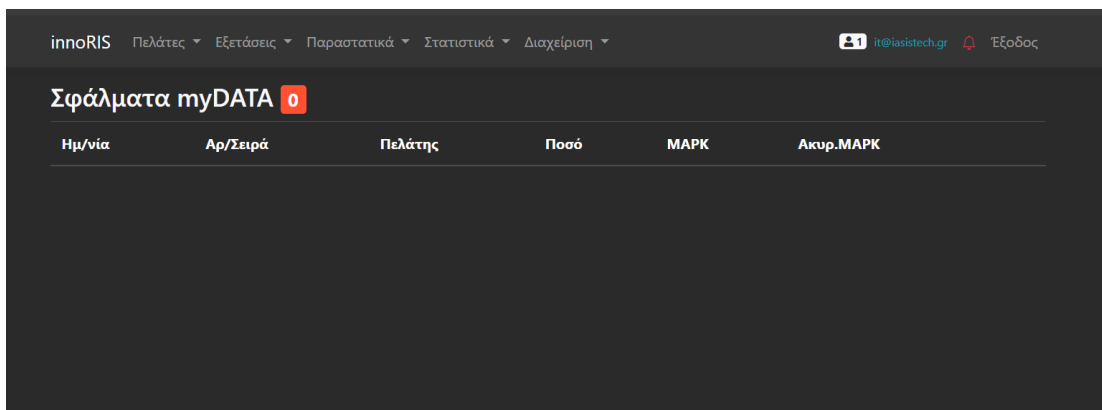 innoRIS Πελάτες Εξετάσεις Παραστατικά Στατιστικά Διαχείριση 1 it@iasistech.gr Έξοδος
Σφάλματα myDATA 0
Ημ/νία Αρ/Σειρά Πελάτης Ποσό ΜΑΡΚ Ακυρ.ΜΑΡΚ